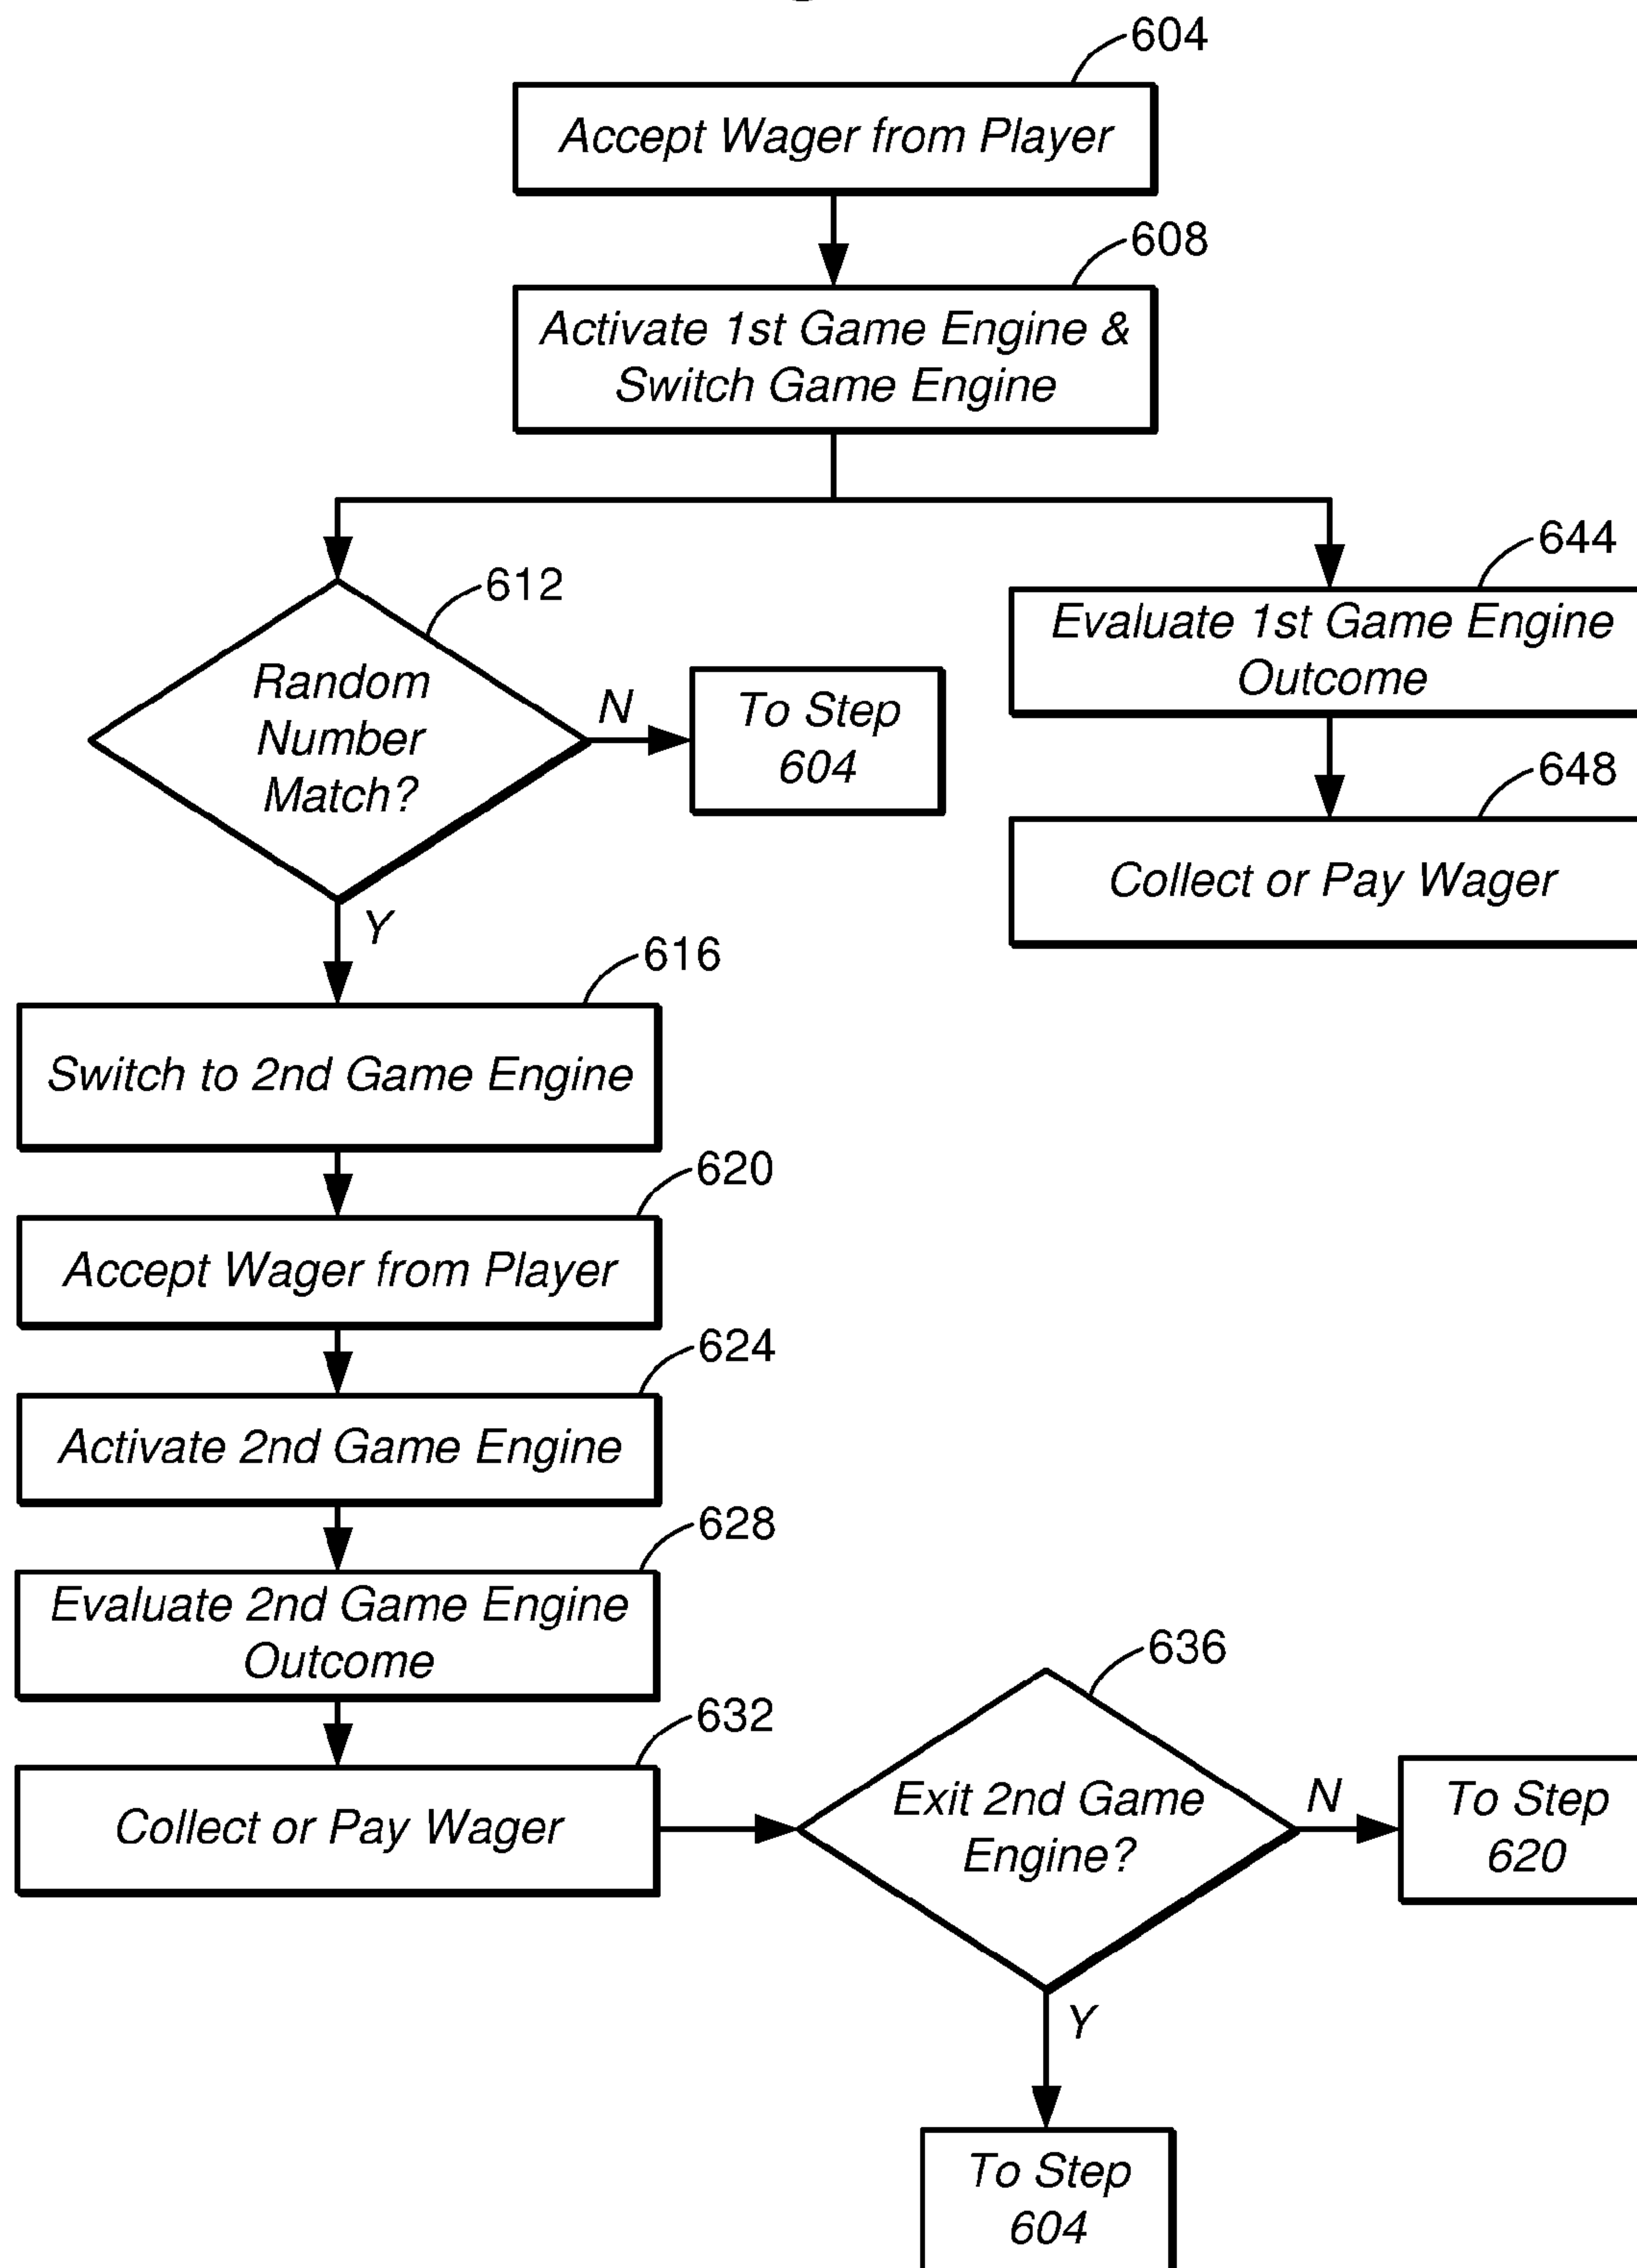 604
Accept Wager from Player
608
Activate 1st Game Engine &
Switch Game Engine
644
612
Evaluate 1st Game Engine
Outcome
Random
Number
Match?
N
To Step
604
648
Collect or Pay Wager
Y
616
Switch to 2nd Game Engine
620
Accept Wager from Player
624
Activate 2nd Game Engine
628
Evaluate 2nd Game Engine
Outcome
632
Collect or Pay Wager
636
Exit 2nd Game
Engine?
N
To Step
620
Y
To Step
604